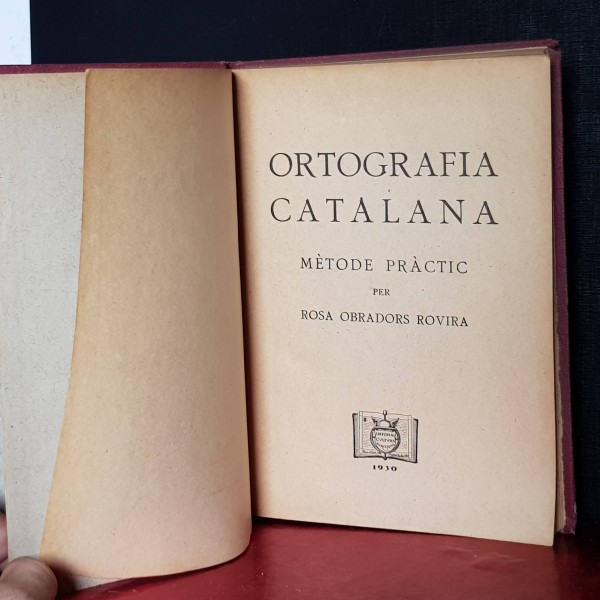 ORTOGRAFIA
CATALANA
MÈTODE PRÀCTIC
PER
ROSA OBRADORS ROVIRA
1930